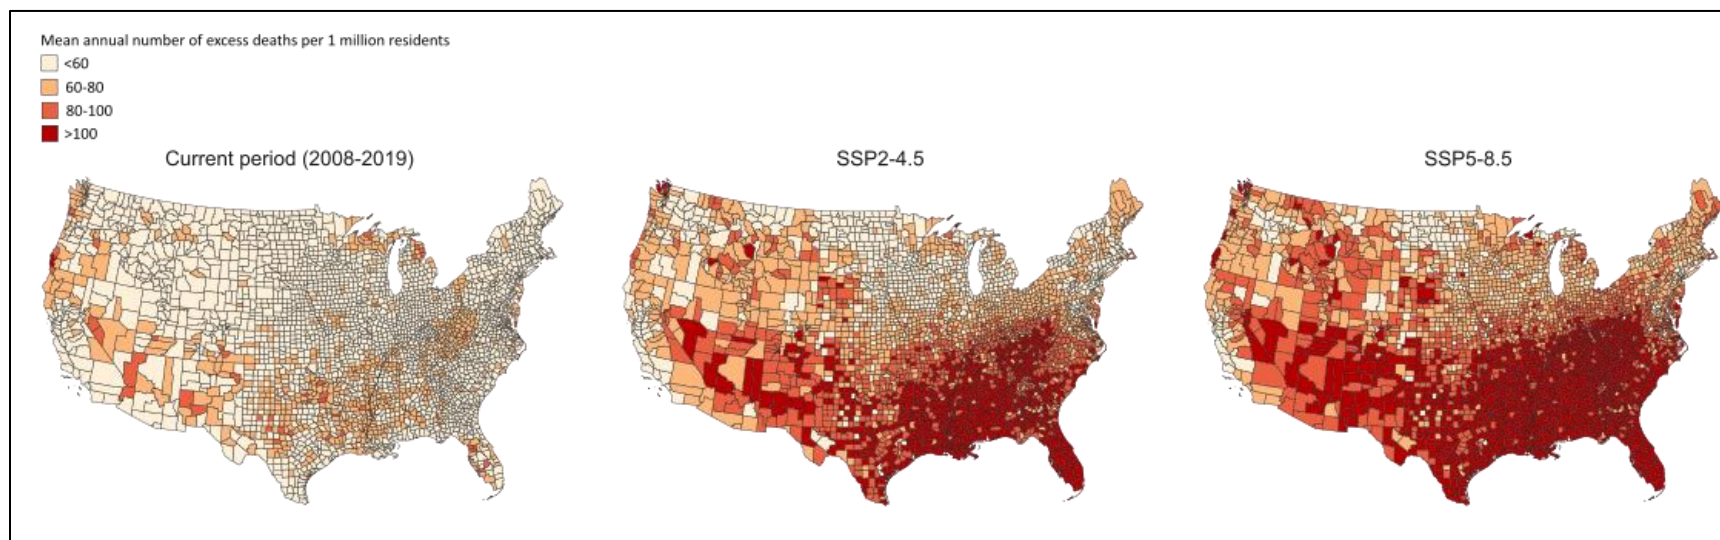 Mean annual number of excess deaths per 1 million residents
<60
60-80
80-100
>100
Current period (2008-2019)
SSP2-4.5
SSP5-8.5